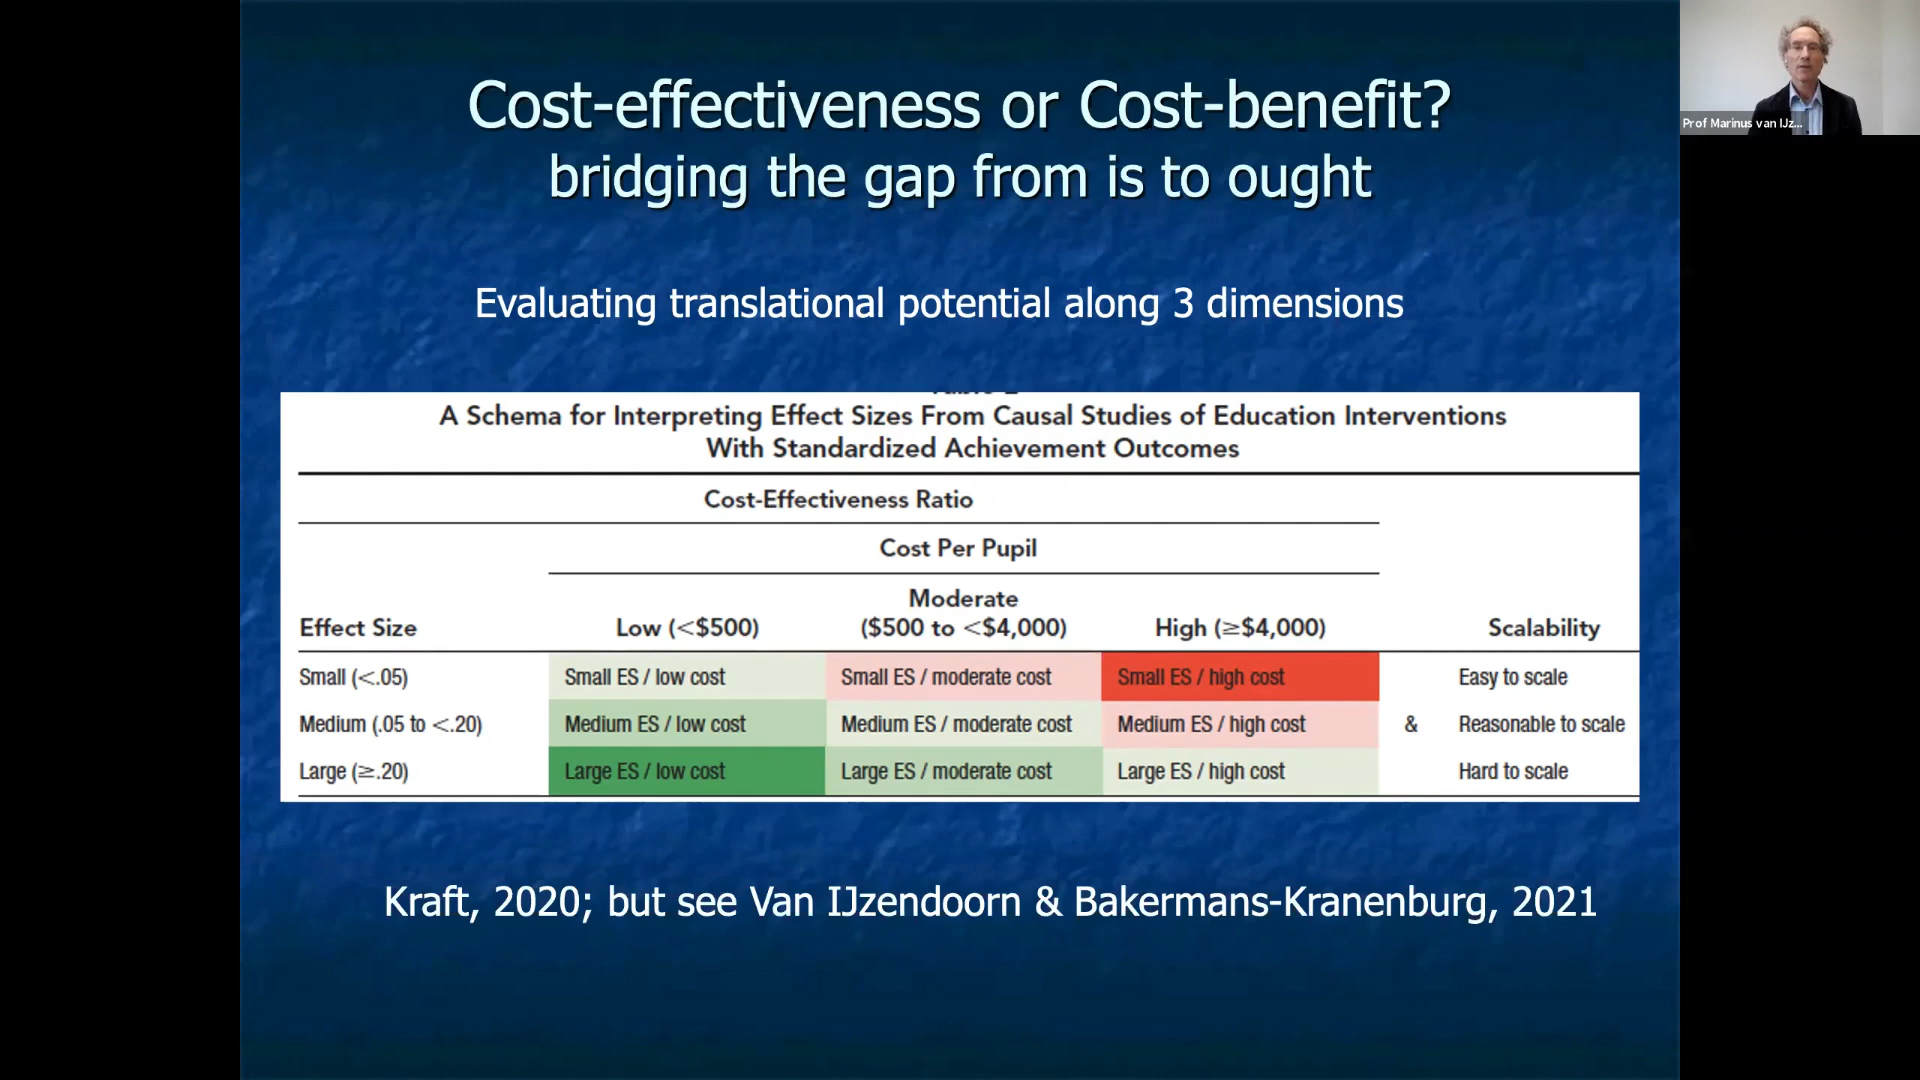 Cost-effectiveness or Cost-benefit?
bridging the gap from is to ought
Prof Marinus van IJz...
Evaluating translational potential along 3 dimensions
A Schema for Interpreting Effect Sizes From Causal Studies of Education Interventions
With Standardized Achievement Outcomes
Cost-Effectiveness Ratio
Cost Per Pupil
Effect Size Low (<$500) Moderate ($500 to <$4,000) High (≥$4,000) Scalability
Small (<.05) Small ES / low cost Small ES / moderate cost Small ES / high cost Easy to scale
Medium (.05 to <.20) Medium ES / low cost Medium ES / moderate cost Medium ES / high cost & Reasonable to scale
Large (≥.20) Large ES / low cost Large ES / moderate cost Large ES / high cost Hard to scale
Kraft, 2020; but see Van IJzendoorn & Bakermans-Kranenburg, 2021